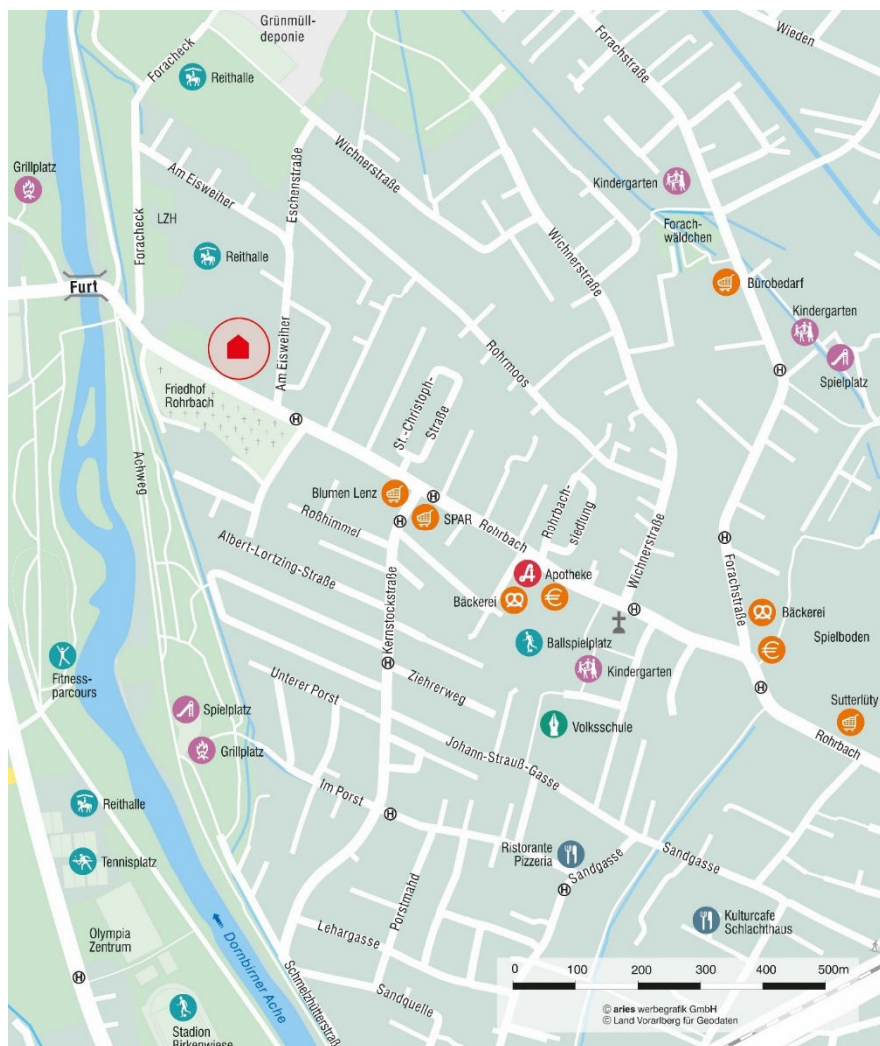 Grünmüll-
deponie
Forachstraße
Wieden
Foracheck
Reithalle
Wichnerstraße
Grillplatz
Am Eisweiher
Eschenstraße
Kindergarten
LZH
Foracheck
Reithalle
Forach-
wäldchen
Wichnerstraße
Furt
Bürobedarf
Kindergarten
Am Eisweiher
Rohrmoos
Spielplatz
Friedhof
Rohrbach
H
St.-Christoph-
Straße
H
Achweg
Blumen Lenz
H
SPAR
H
Roßhimmel
Rohrbach
Rohrbach-
siedlung
H
Albert-Lortzing-Straße
Wichnerstraße
Forachstraße
A
Apotheke
Bäckerei
€
H
Bäckerei
Kernstockstraße
Spielboden
€
Ballspielplatz
Fitness-
parcours
H
Kindergarten
Unterer Porst
Ziehrerweg
H
Spielplatz
Sutterlüty
Volksschule
Rohrbach
Grillplatz
Johann-Strauß-Gasse
Im Porst
Reithalle
H
Ristorante
Pizzeria
Sandgasse
Sandgasse
Tennisplatz
H
Porstmahd
Olympia
Zentrum
Kulturcafe
Schlachthaus
Lehargasse
H
Dornbirner Ache
Schmelzhütterstraß
Sandquelle
Stadion
Birkenwiese
0 100 200 300 400 500m
© aries werbegrafik GmbH
© Land Vorarlberg für Geodaten